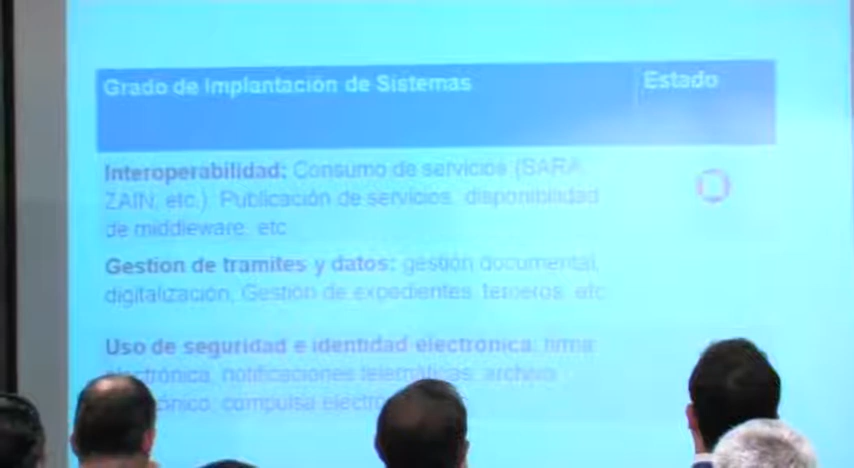 Grado de Implantación de Sistemas Estado
Interoperabilidad: Consumo de servicios (SARA,
ZAIN, etc.). Publicación de servicios, disponibilidad
de middleware, etc
Gestion de tramites y datos: gestión documental,
digitalización, Gestión de expedientes, terceros, etc
Uso de seguridad e identidad electronica: firma
notificaciones telemáticas, archivo
compulsa